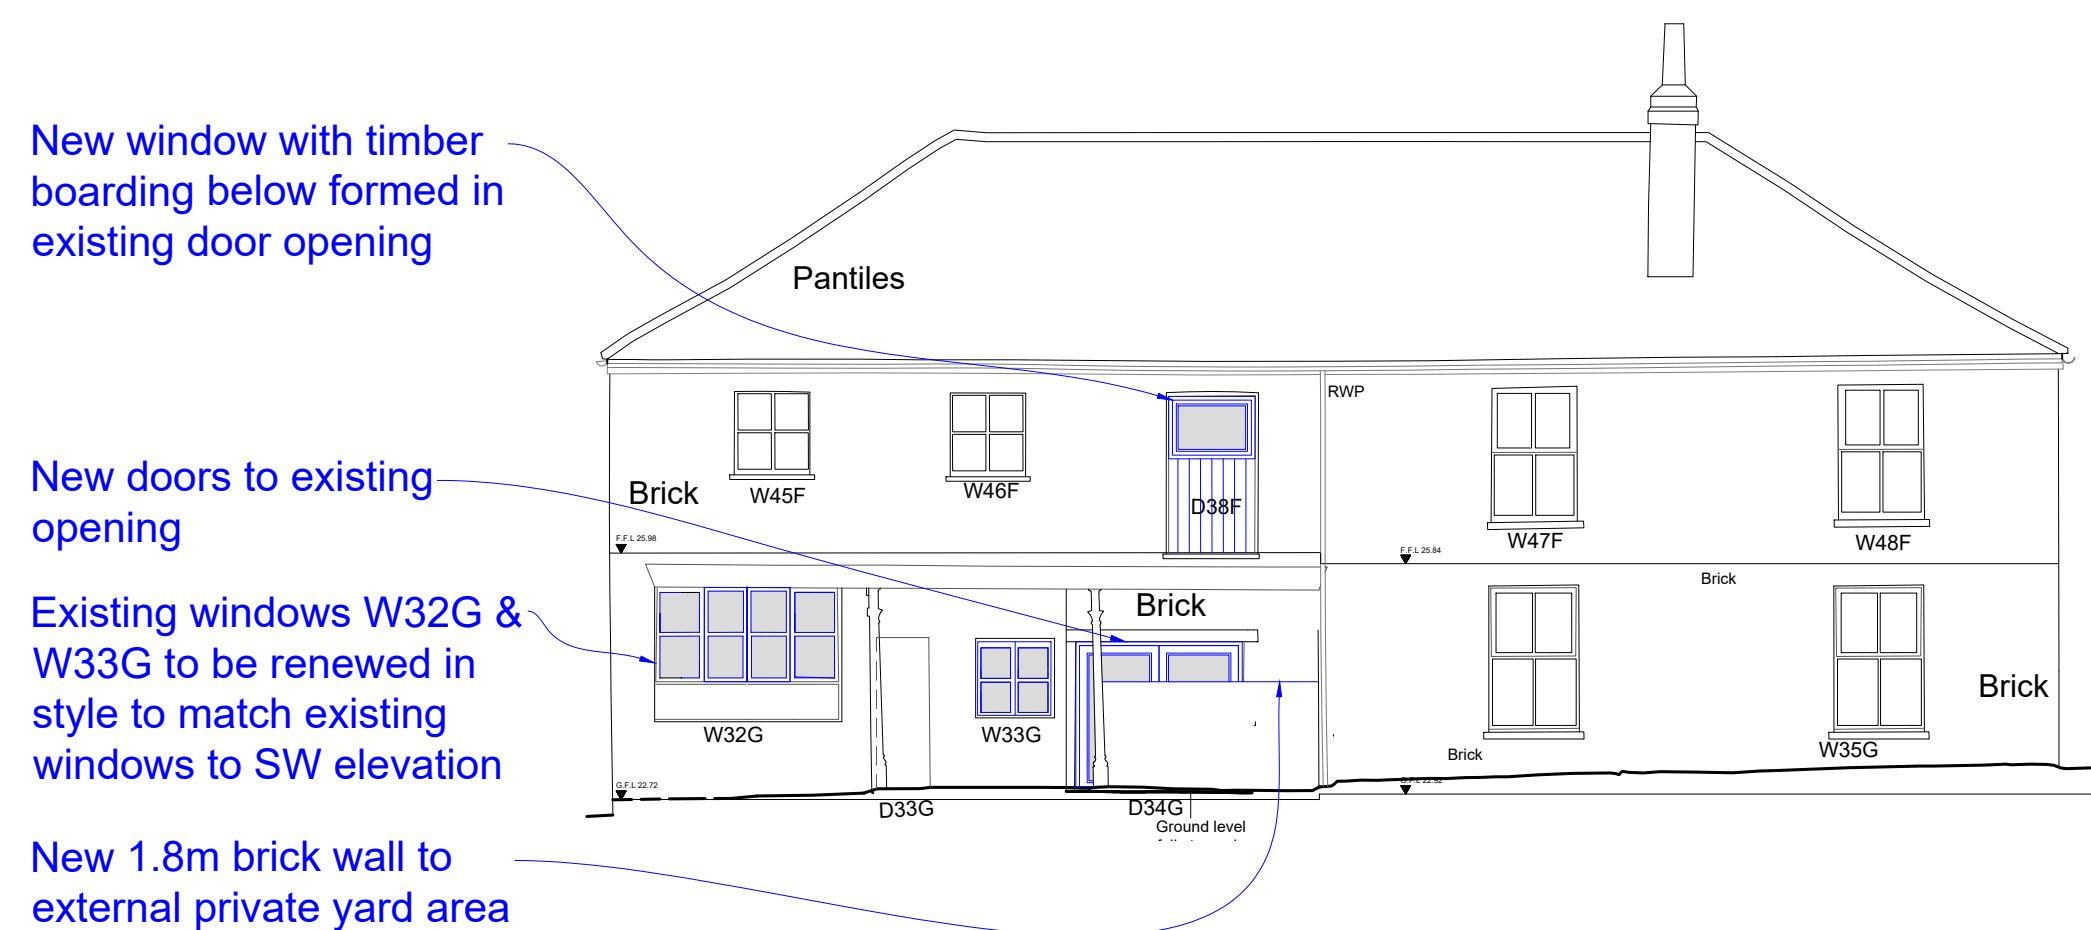 New window with timber
boarding below formed in
existing door opening
Pantiles
RWP
New doors to existing
opening
Brick
W45F
W46F
D38F
W47F
W48F
F.F.L 25.98
F.F.L 25.84
Brick
Existing windows W32G &
W33G to be renewed in
style to match existing
windows to SW elevation
Brick
Brick
W32G
W33G
Brick
W35G
G.F.L 22.72
D33G
D34G
Ground level
New 1.8m brick wall to
external private yard area